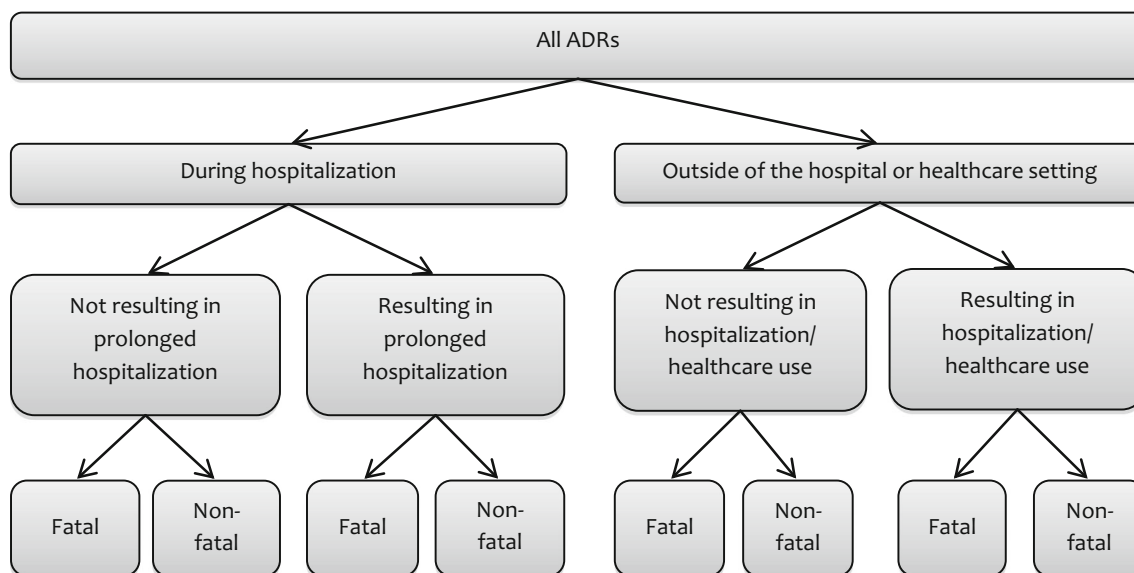 All ADRs
During hospitalization
Outside of the hospital or healthcare setting
Not resulting in
prolonged
hospitalization
Resulting in
prolonged
hospitalization
Not resulting in
hospitalization/
healthcare use
Resulting in
hospitalization/
healthcare use
Fatal
Non-
fatal
Fatal
Non-
fatal
Fatal
Non-
fatal
Fatal
Non-
fatal